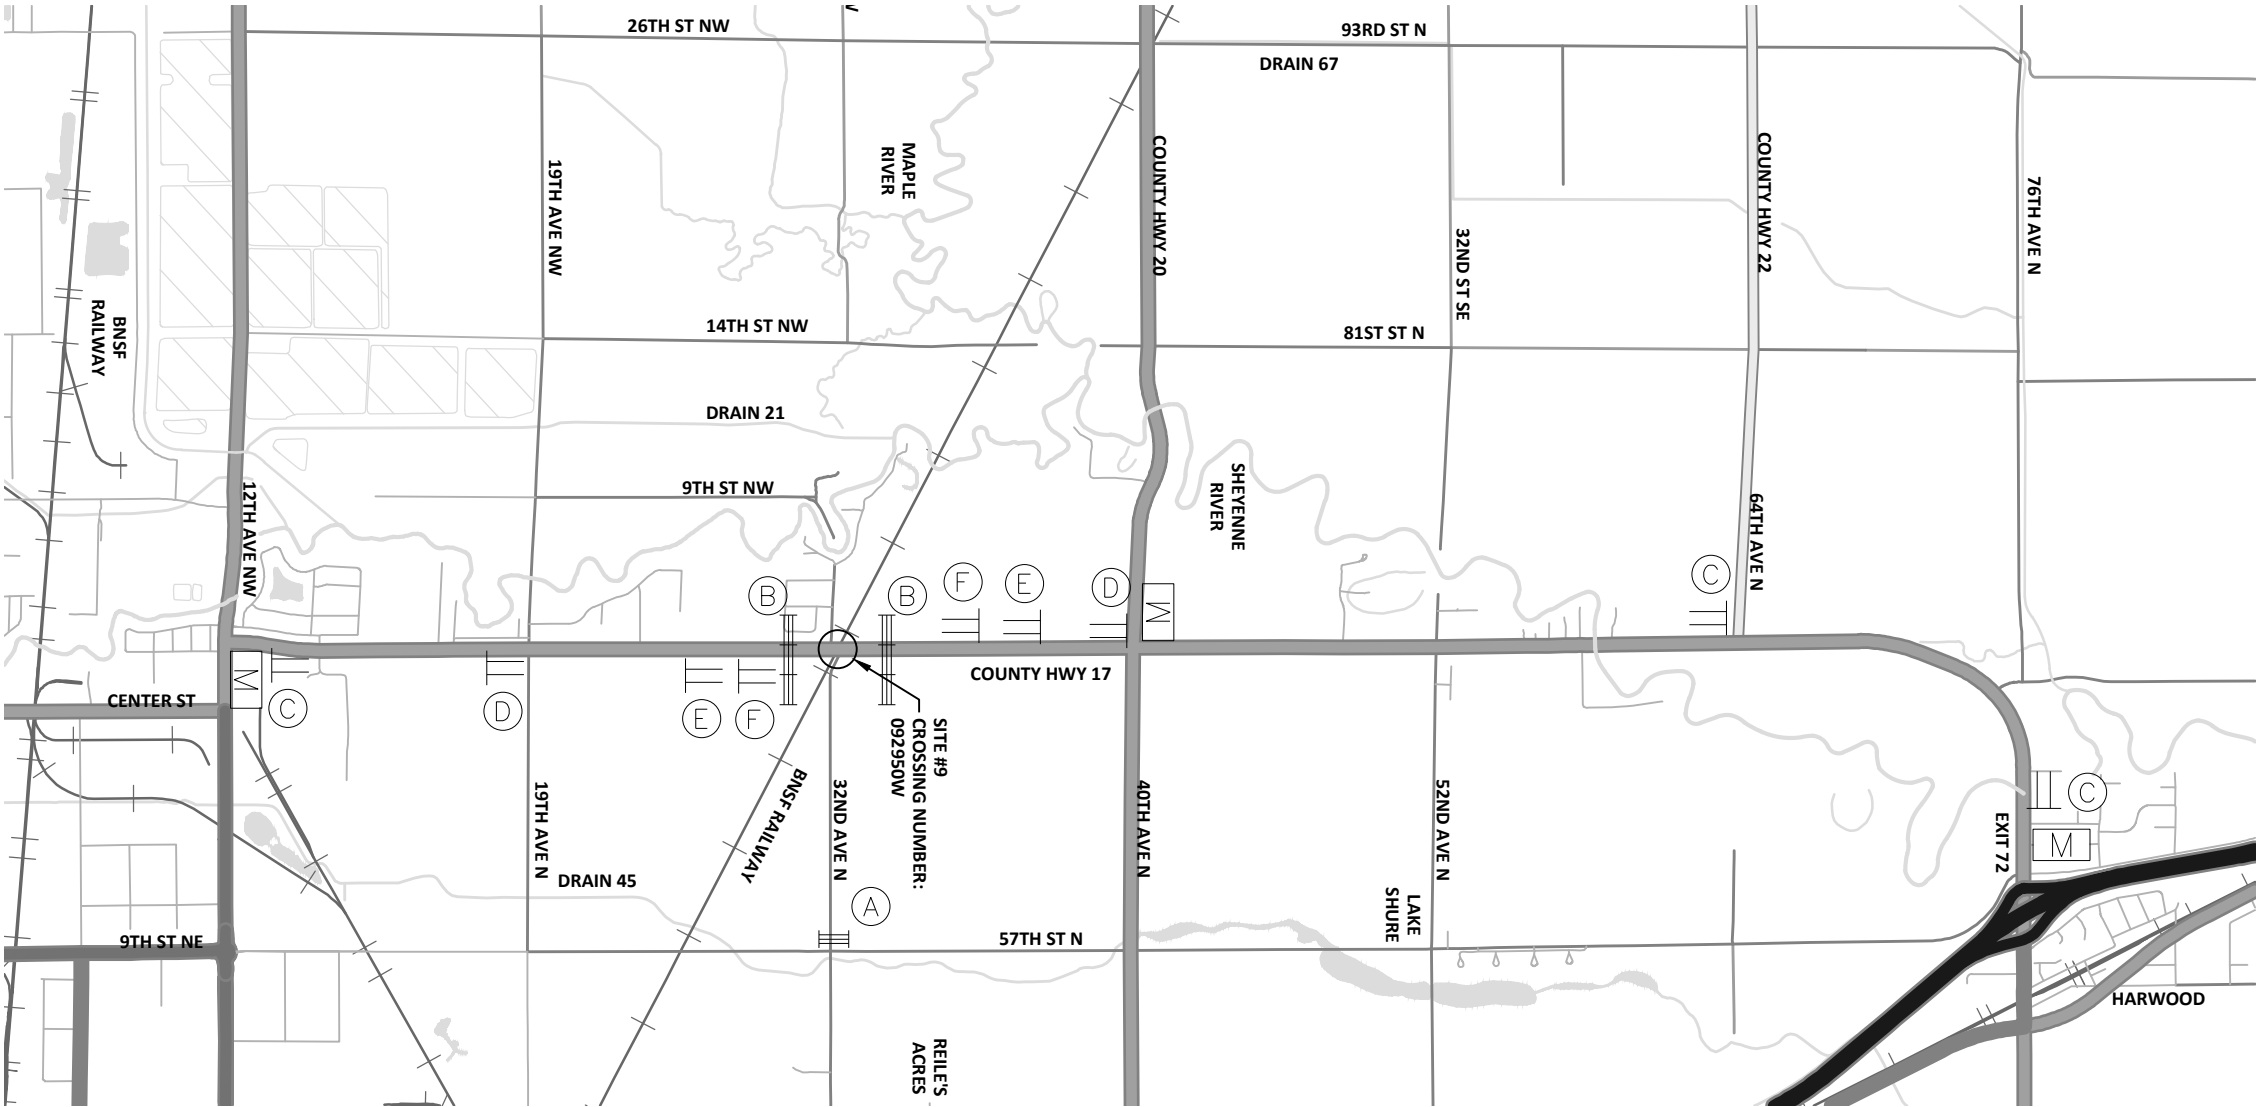 26TH ST NW
93RD ST N
DRAIN 67
MAPLE
RIVER
19TH AVE NW
COUNTY HWY 20
COUNTY HWY 22
76TH AVE N
32ND ST SE
BNSF
RAILWAY
14TH ST NW
81ST ST N
DRAIN 21
9TH ST NW
12TH AVE NW
SHEYENNE
RIVER
64TH AVE N
B
B
F
E
D
M
C
COUNTY HWY 17
M
C
D
E
F
CENTER ST
SITE #9
CROSSING NUMBER:
092950W
BNSF RAILWAY
19TH AVE N
32ND AVE N
40TH AVE N
52ND AVE N
C
M
EXIT 72
DRAIN 45
A
LAKE
SHURE
9TH ST NE
57TH ST N
HARWOOD
REILE'S
ACRES